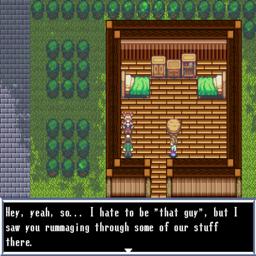 Hey, yeah, so... I hate to be "that guy", but I
saw you rummaging through some of our stuff
there.